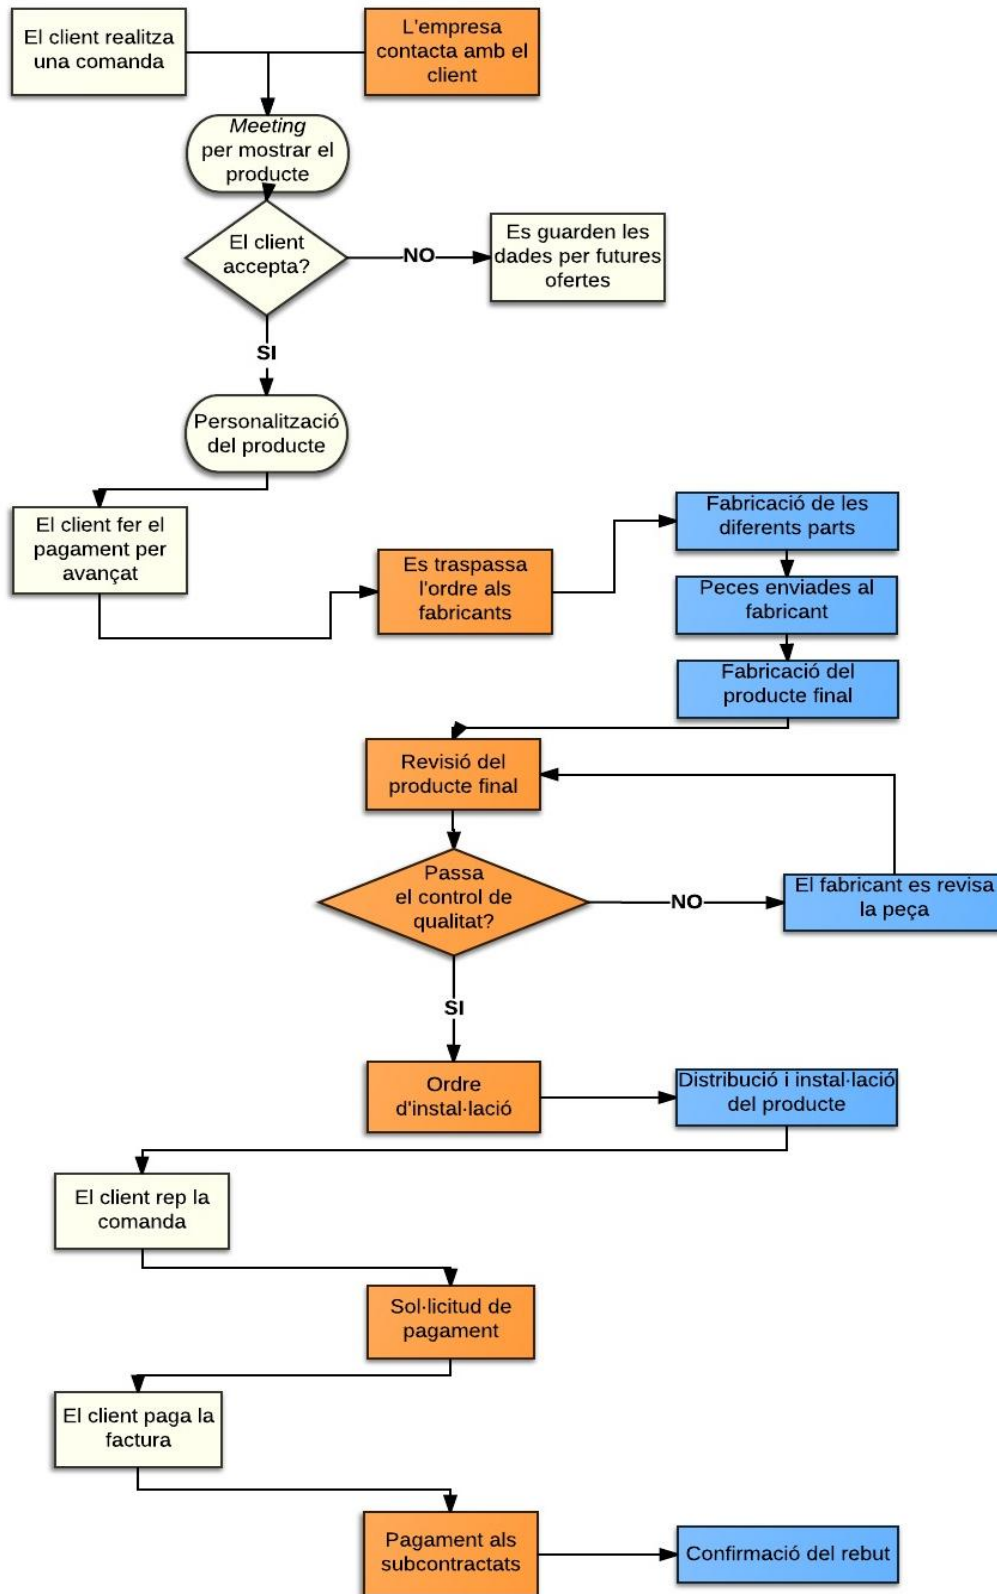 El client realitza
una comanda
L'empresa
contacta amb el
client
Meeting
per mostrar el
producte
El client
accepta?
NO
Es guarden les
dades per futures
ofertes
SI
Personalització
del producte
El client fer el
pagament per
avançat
Es traspassa
l'ordre als
fabricants
Fabricació de les
diferents parts
Peces enviades al
fabricant
Fabricació del
producte final
Revisió del
producte final
Passa
el control de
qualitat?
NO
El fabricant es revisa
la peça
SI
Ordre
d'instal·lació
Distribució i instal·lació
del producte
El client rep la
comanda
Sol·licitud de
pagament
El client paga la
factura
Pagament als
subcontractats
Confirmació del rebut